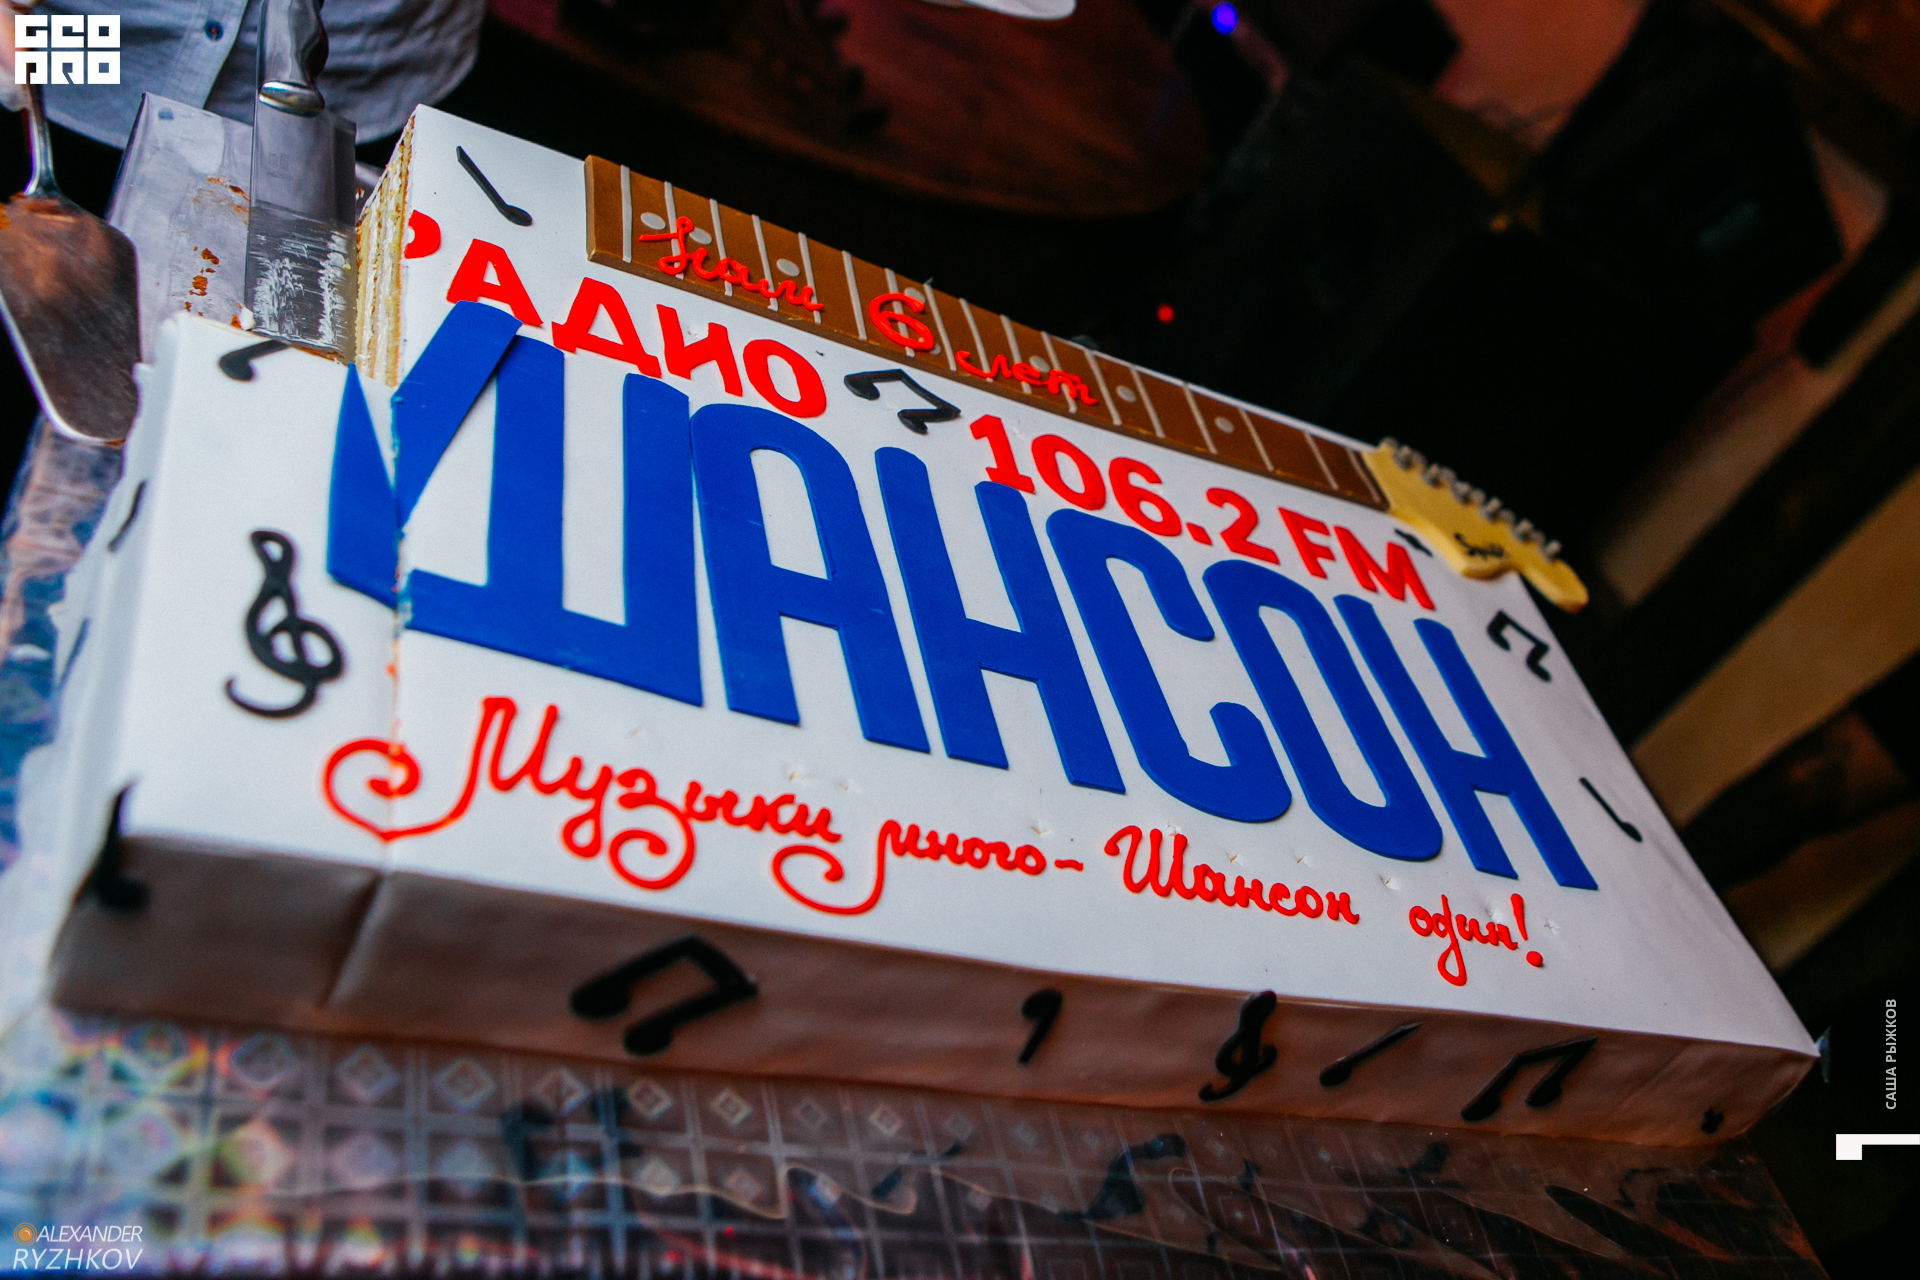 GEO
PRO
Нам 6 лет
РАДИО
106.2 FM
ШАНСОН
Музыки много - Шансон один!
САША РЫЖКОВ
ALEXANDER
RYZHKOV